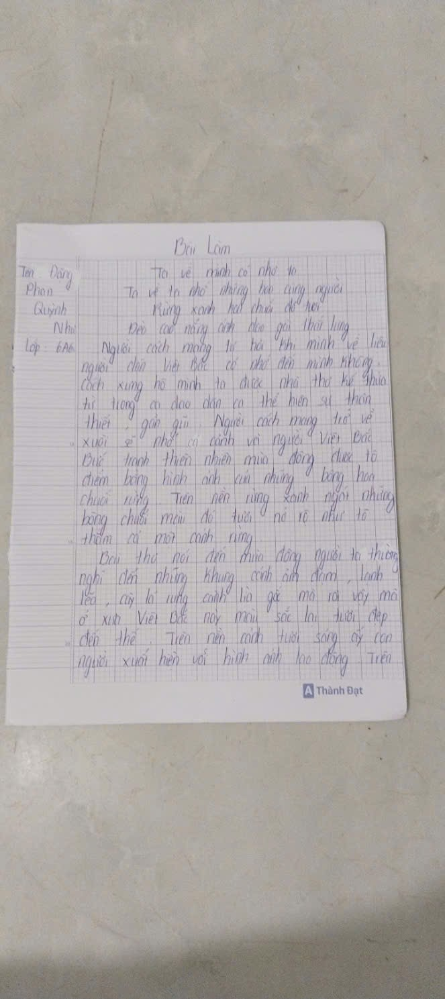 Bài Làm
Tên Đặng
Phan
Quỳnh
Như
Lớp: 6A6
Ta về mình có nhớ ta
Ta về ta nhớ những hoa cùng người
Rừng xanh hoa chuối đỏ tươi
Đèo cao nắng ánh dao gài thắt lưng
Người cách mạng tự hỏi khi mình về liệu
người dân Việt Bắc có nhớ đến mình không.
Cách xưng hô mình ta được nhà thơ kế thừa
từ trong ca dao dân ca thể hiện sự thân
thiết, gần gũi. Người cách mạng trở về
xuôi sẽ nhớ cả cảnh và người Việt Bắc
Bức tranh thiên nhiên mùa đông được tô
điểm bằng hình ảnh của những bông hoa
chuối rừng. Trên nền rừng xanh ngát những
bông chuối màu đỏ tươi nở rộ như tô
thắm cả một cánh rừng
Bài thơ nói đến mùa đông người ta thường
nghĩ đến những khung cảnh ảm đạm, lạnh
lẽo, cây lá rụng cành lìa gốc mà rồi vậy mà
ở xứ Việt Bắc này màu sắc lại tươi đẹp
đến thế. Trên nền cảnh tươi sáng ấy con
người xuất hiện với hình ảnh lao động. Trên
A Thành Đạt